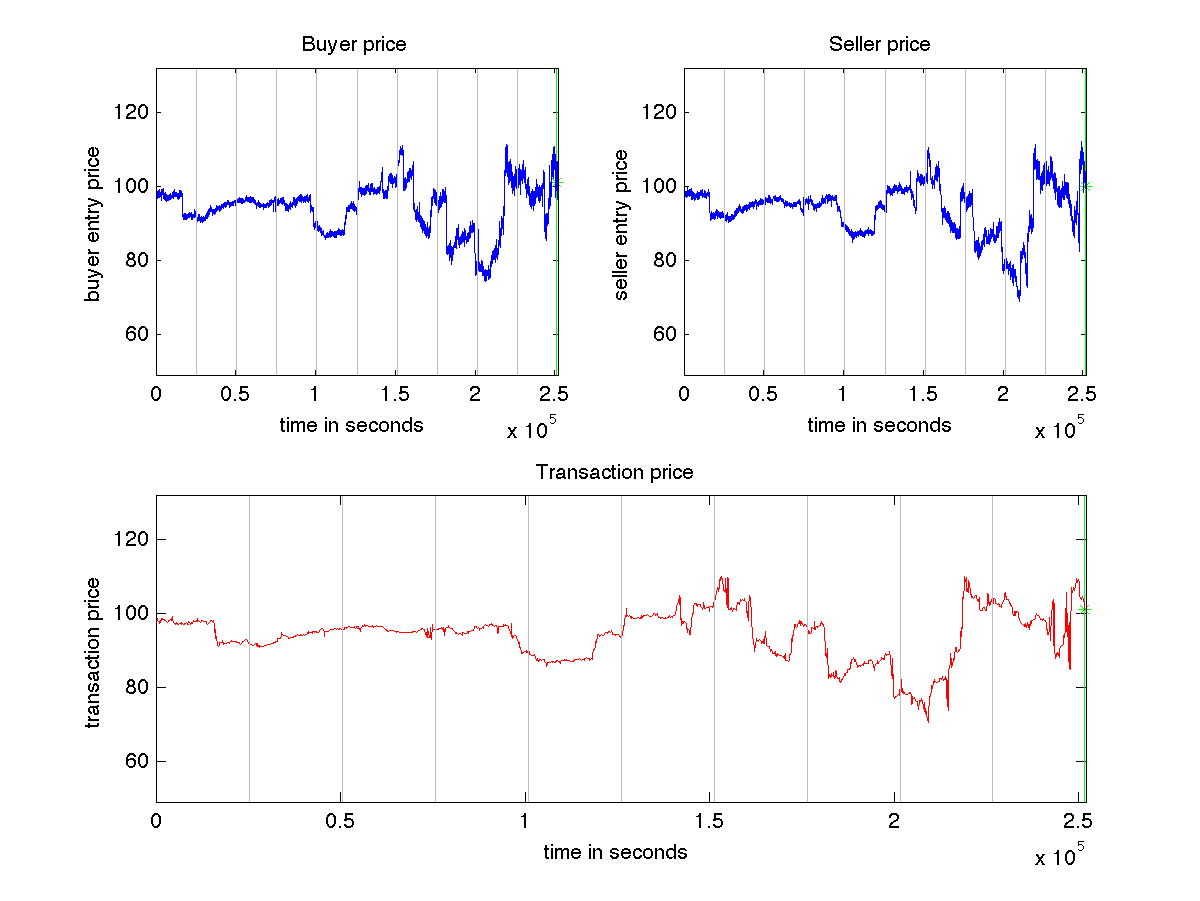 Buyer price
buyer entry price
120
100
80
60
0 0.5 1 1.5 2 2.5
time in seconds
x 10^5
Seller price
seller entry price
120
100
80
60
0 0.5 1 1.5 2 2.5
time in seconds
x 10^5
Transaction price
transaction price
120
100
80
60
0 0.5 1 1.5 2 2.5
time in seconds
x 10^5